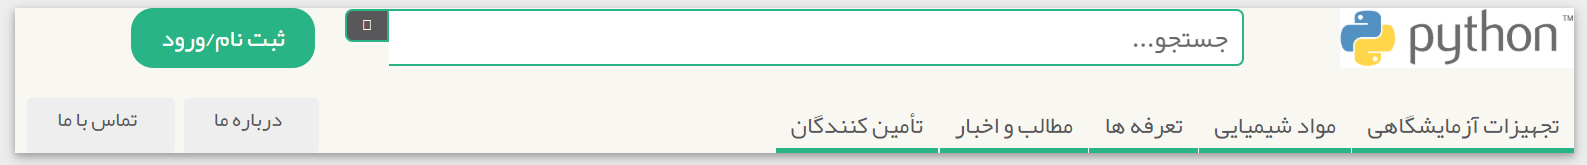 python™
جستجو...
ثبت نام/ورود
تجهیزات آزمایشگاهی
مواد شیمیایی
تعرفه ها
مطالب و اخبار
تأمین کنندگان
درباره ما
تماس با ما